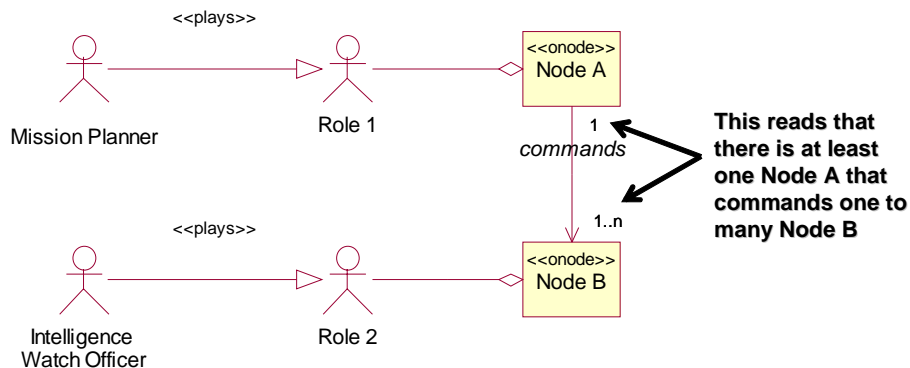 <<plays>>
<<onode>>
Node A
Mission Planner
Role 1
1
commands
This reads that
there is at least
one Node A that
commands one to
many Node B
1..n
<<plays>>
<<onode>>
Node B
Intelligence
Watch Officer
Role 2